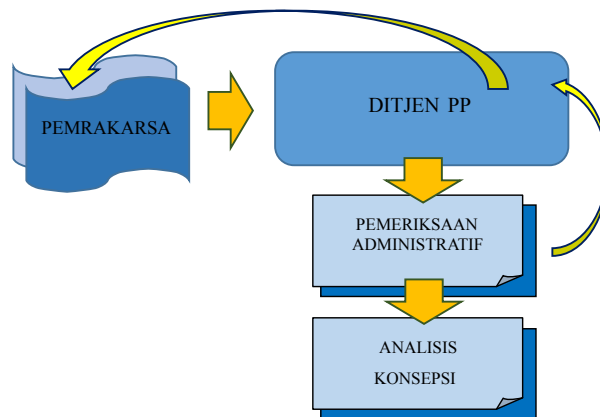 PEMRAKARSA
DITJEN PP
PEMERIKSAAN
ADMINISTRATIF
ANALISIS
KONSEPSI